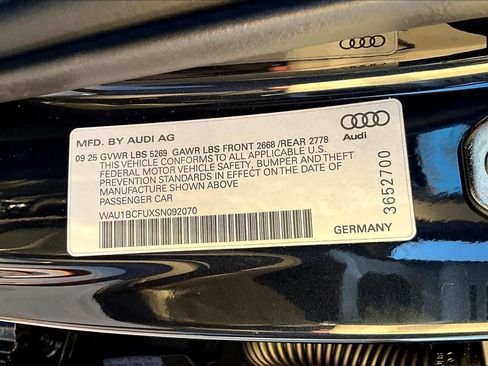 MFD. BY AUDI AG
09 25 GVWR LBS 5269 GAWR LBS FRONT 2668 /REAR 2778
THIS VEHICLE CONFORMS TO ALL APPLICABLE U.S.
FEDERAL MOTOR VEHICLE SAFETY, BUMPER AND THEFT
PREVENTION STANDARDS IN EFFECT ON THE DATE OF
MANUFACTURE SHOWN ABOVE
PASSENGER CAR
WAU1BCFUXSN092070
Audi
3652700
GERMANY